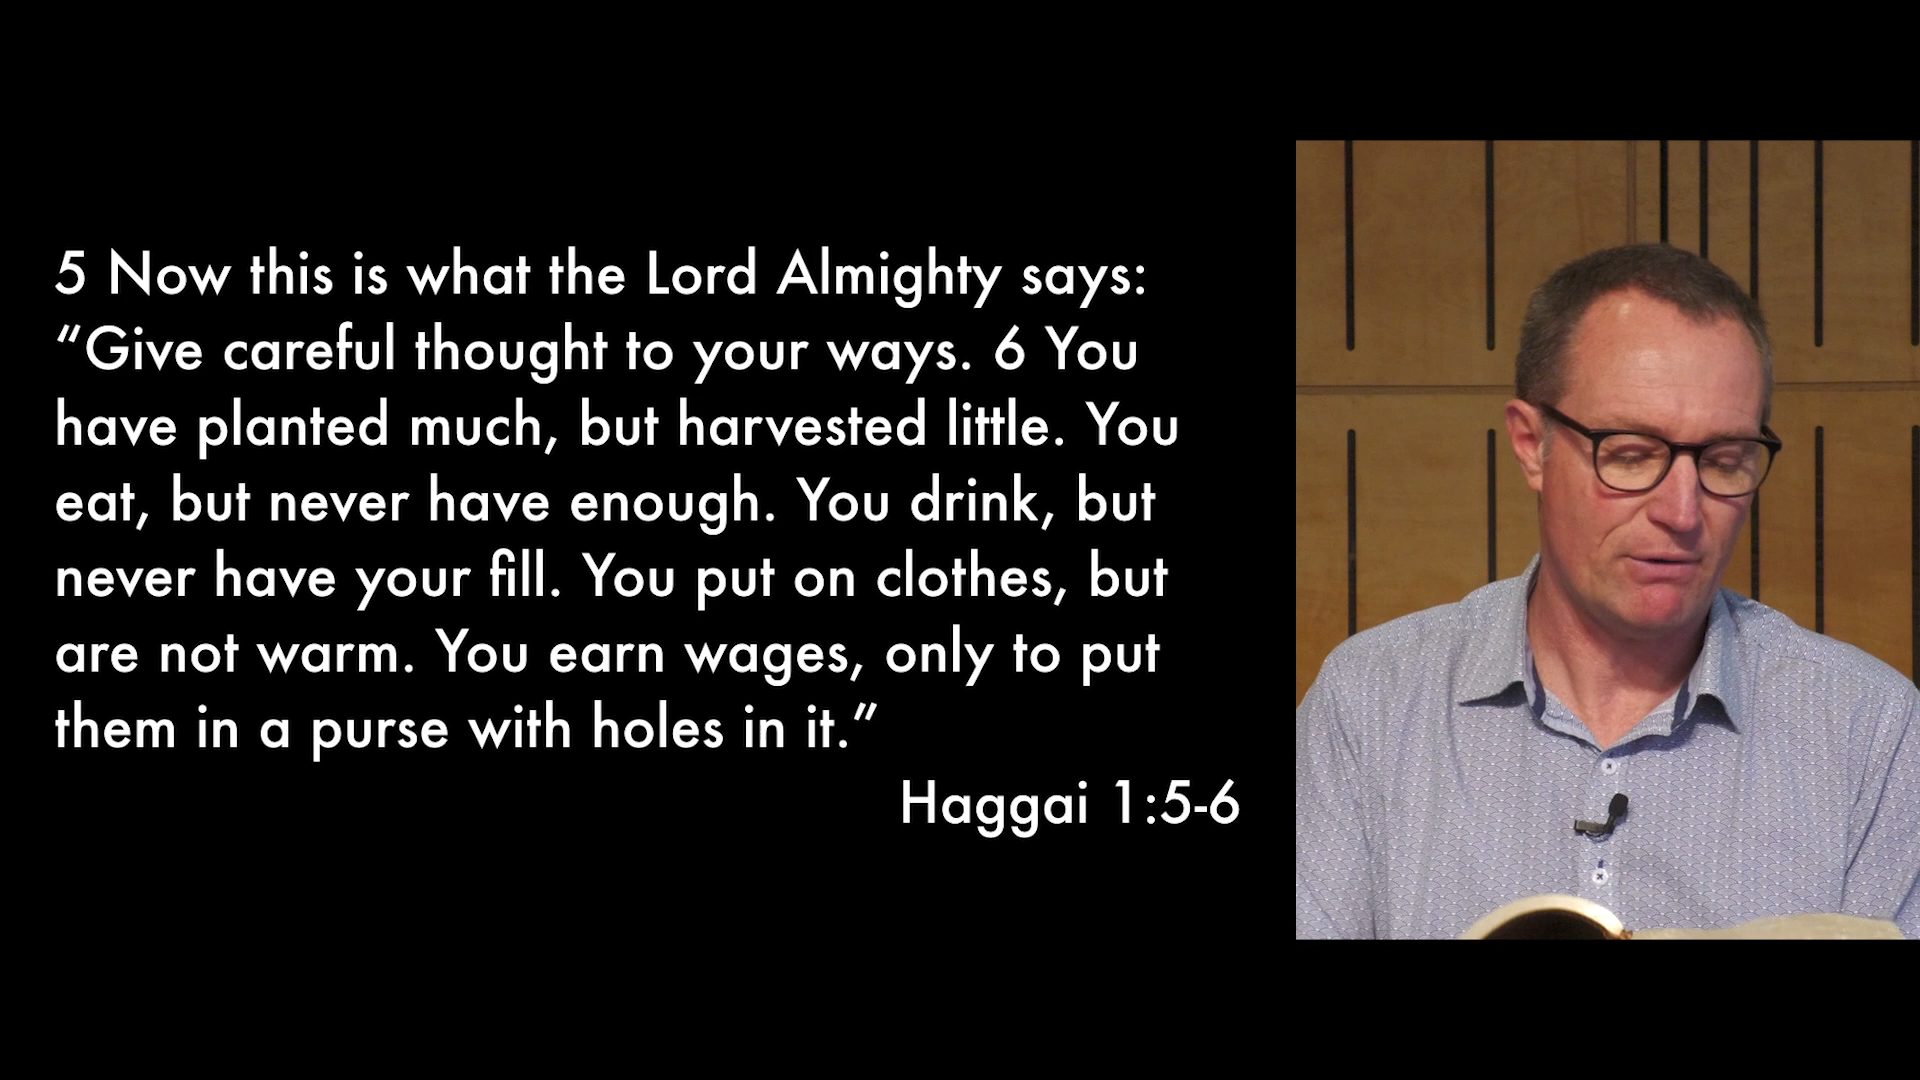 5 Now this is what the Lord Almighty says:
“Give careful thought to your ways. 6 You
have planted much, but harvested little. You
eat, but never have enough. You drink, but
never have your fill. You put on clothes, but
are not warm. You earn wages, only to put
them in a purse with holes in it.”
Haggai 1:5-6